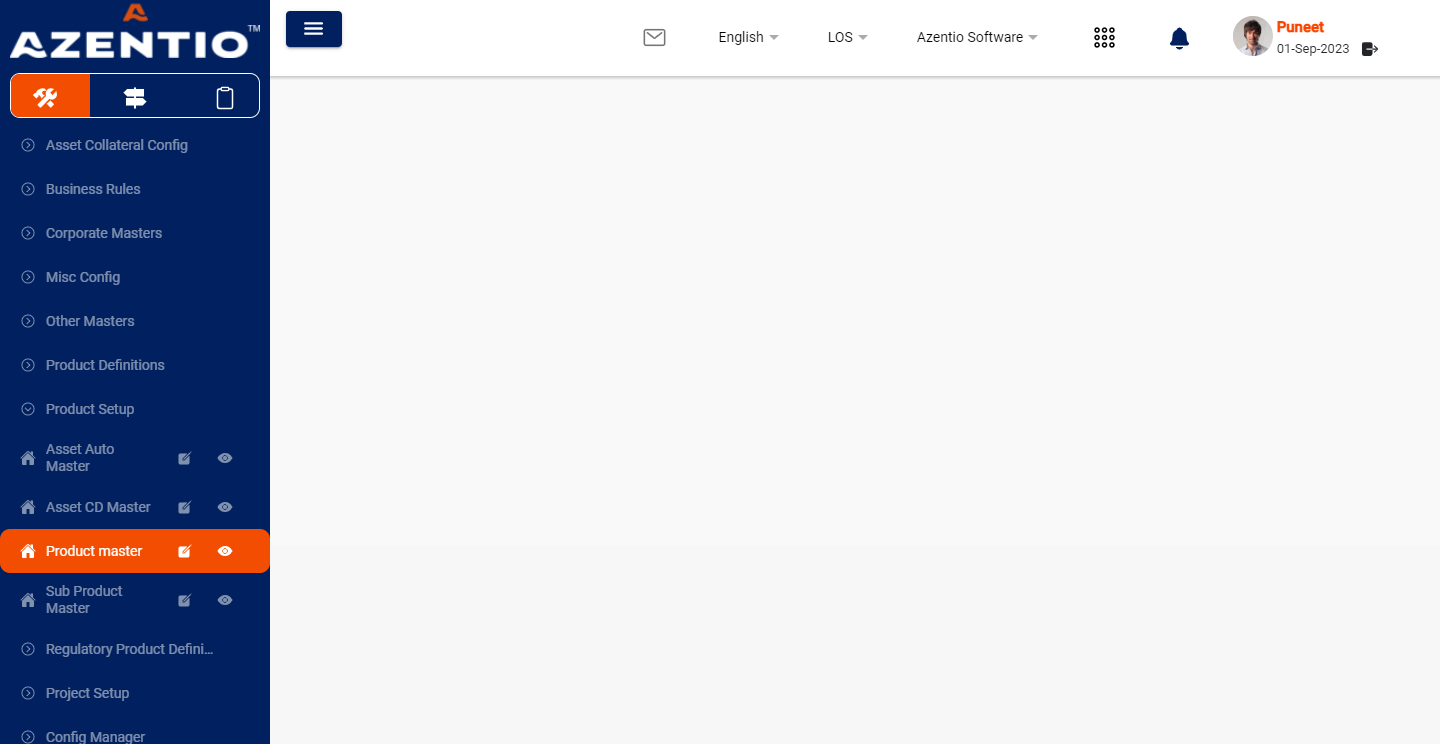 AZENTIO™
English
LOS
Azentio Software
Puneet
01-Sep-2023
Asset Collateral Config
Business Rules
Corporate Masters
Misc Config
Other Masters
Product Definitions
Product Setup
Asset Auto
Master
Asset CD Master
Product master
Sub Product
Master
Regulatory Product Defini...
Project Setup
Config Manager